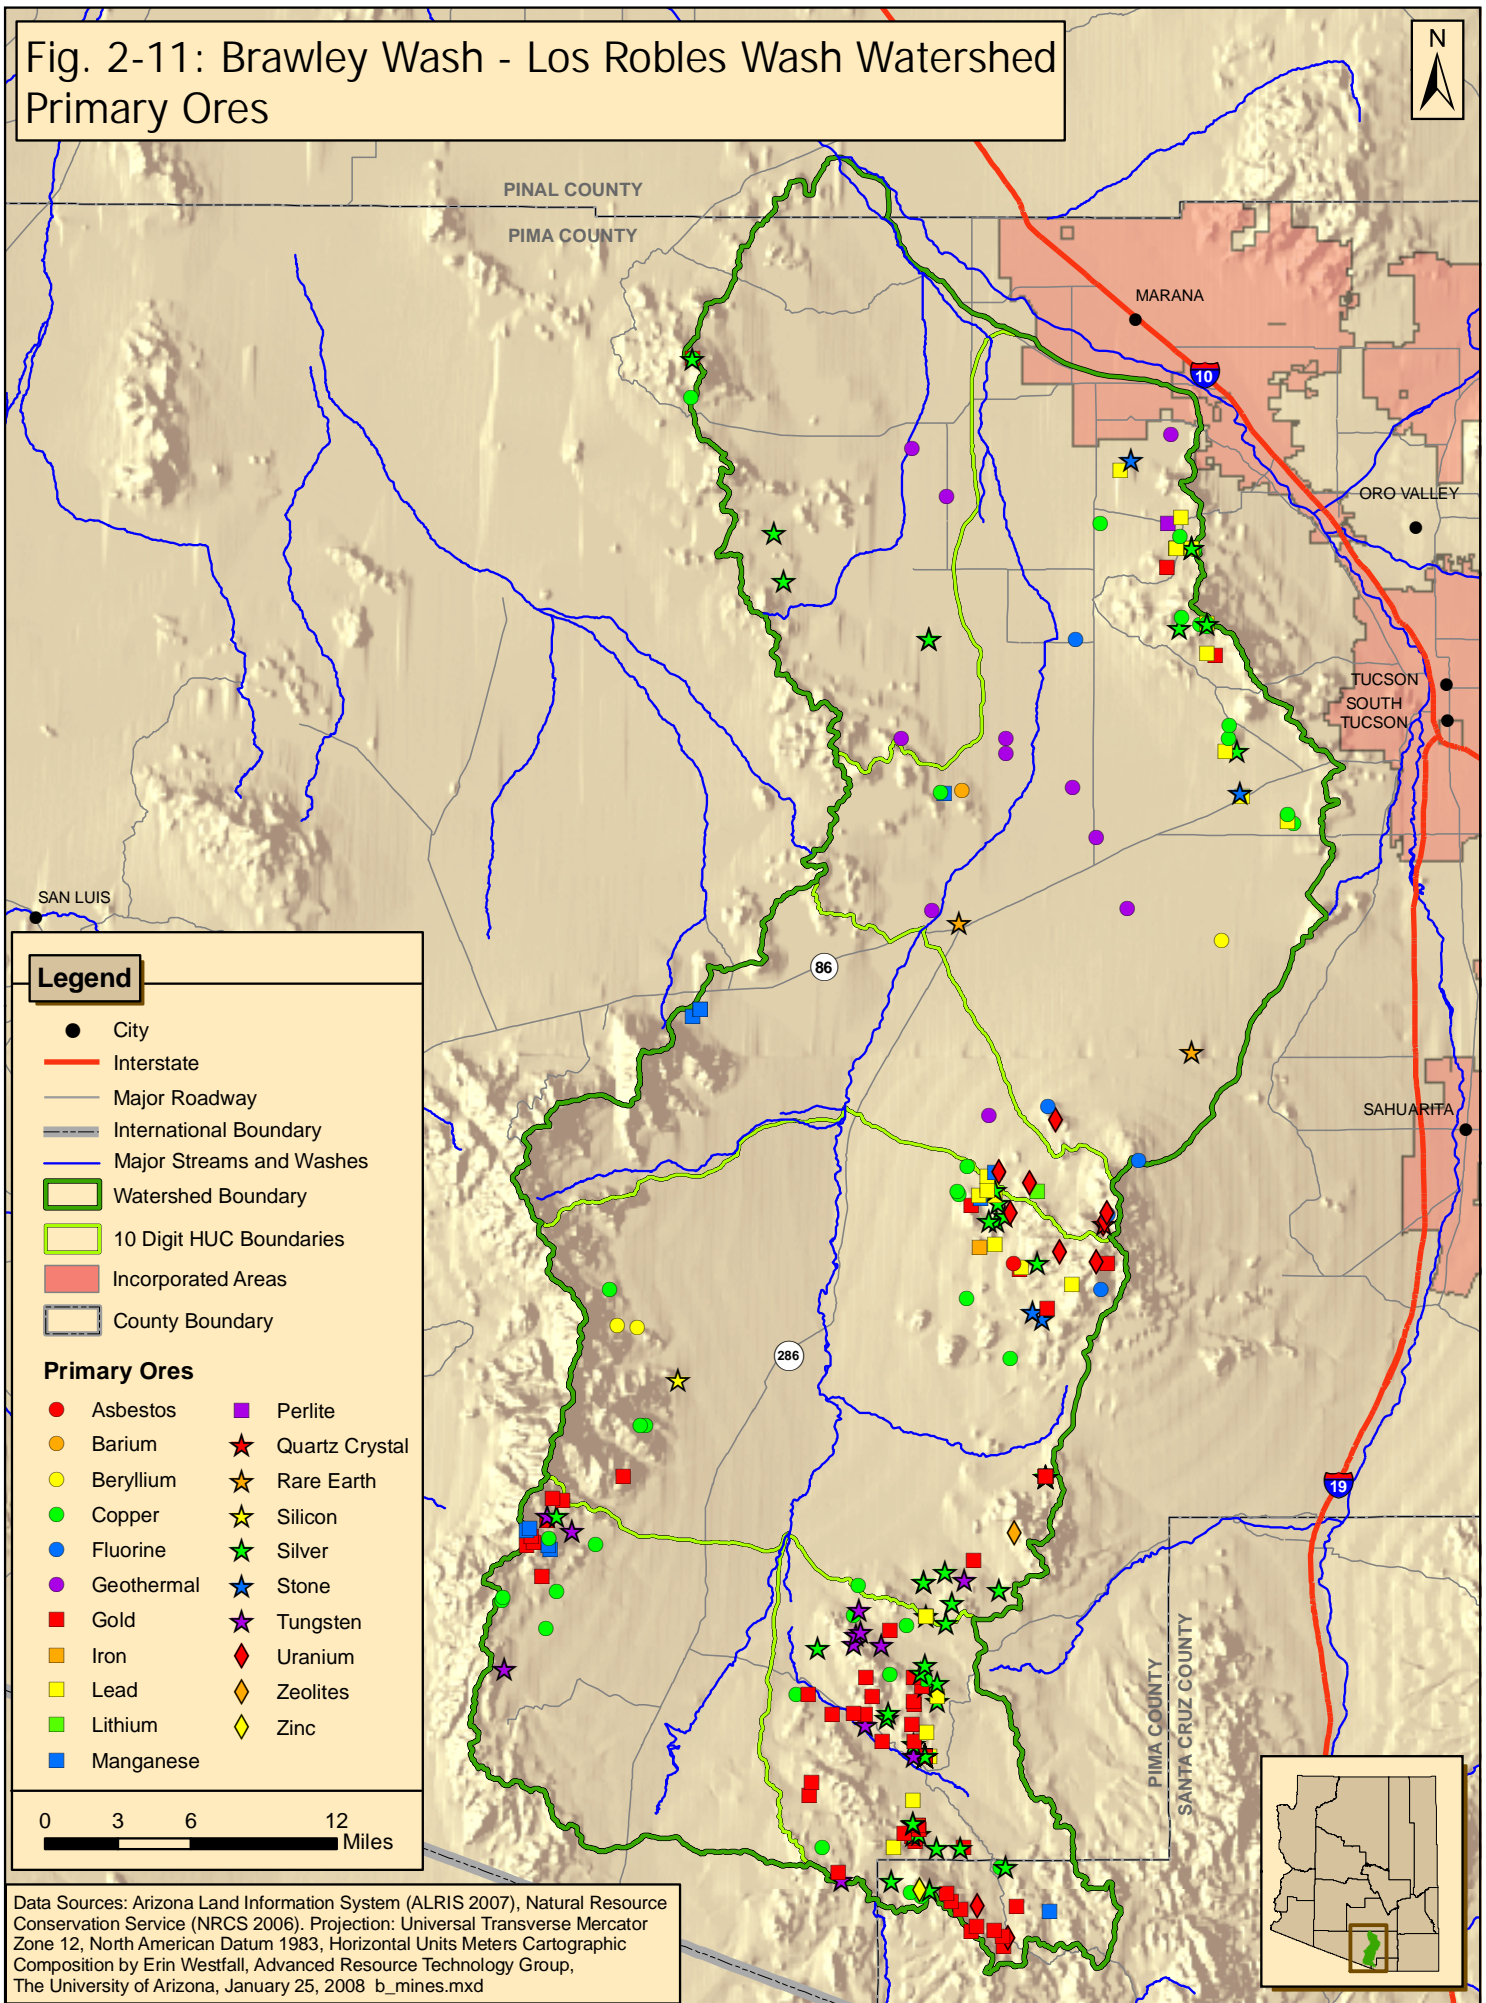 Fig. 2-11: Brawley Wash - Los Robles Wash Watershed
Primary Ores
N
PINAL COUNTY
PIMA COUNTY
MARANA
10
ORO VALLEY
TUCSON
SOUTH
TUCSON
SAN LUIS
86
SAHUARITA
286
19
PIMA COUNTY
SANTA CRUZ COUNTY
Legend
City
Interstate
Major Roadway
International Boundary
Major Streams and Washes
Watershed Boundary
10 Digit HUC Boundaries
Incorporated Areas
County Boundary
Primary Ores
Asbestos
Barium
Beryllium
Copper
Fluorine
Geothermal
Gold
Iron
Lead
Lithium
Manganese
Perlite
Quartz Crystal
Rare Earth
Silicon
Silver
Stone
Tungsten
Uranium
Zeolites
Zinc
0 3 6 12
Miles
Data Sources: Arizona Land Information System (ALRIS 2007), Natural Resource
Conservation Service (NRCS 2006). Projection: Universal Transverse Mercator
Zone 12, North American Datum 1983, Horizontal Units Meters Cartographic
Composition by Erin Westfall, Advanced Resource Technology Group,
The University of Arizona, January 25, 2008 b_mines.mxd